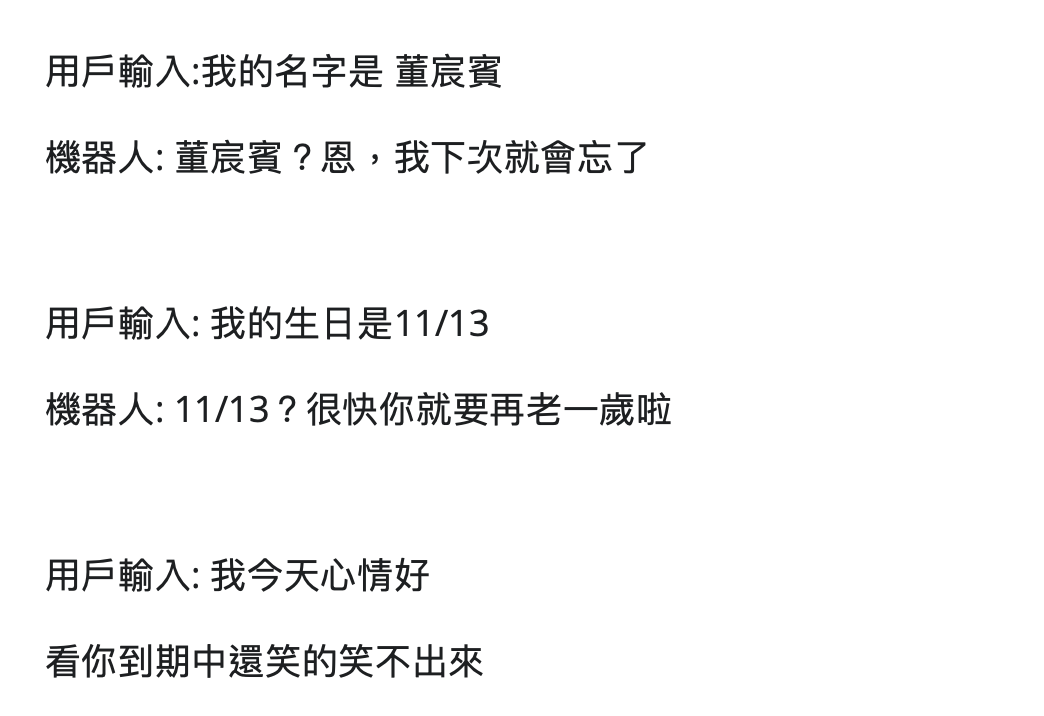 用戶輸入:我的名字是 董宸賓
機器人: 董宸賓？恩，我下次就會忘了
用戶輸入: 我的生日是11/13
機器人: 11/13？很快你就要再老一歲啦
用戶輸入: 我今天心情好
看你到期中還笑的笑不出來